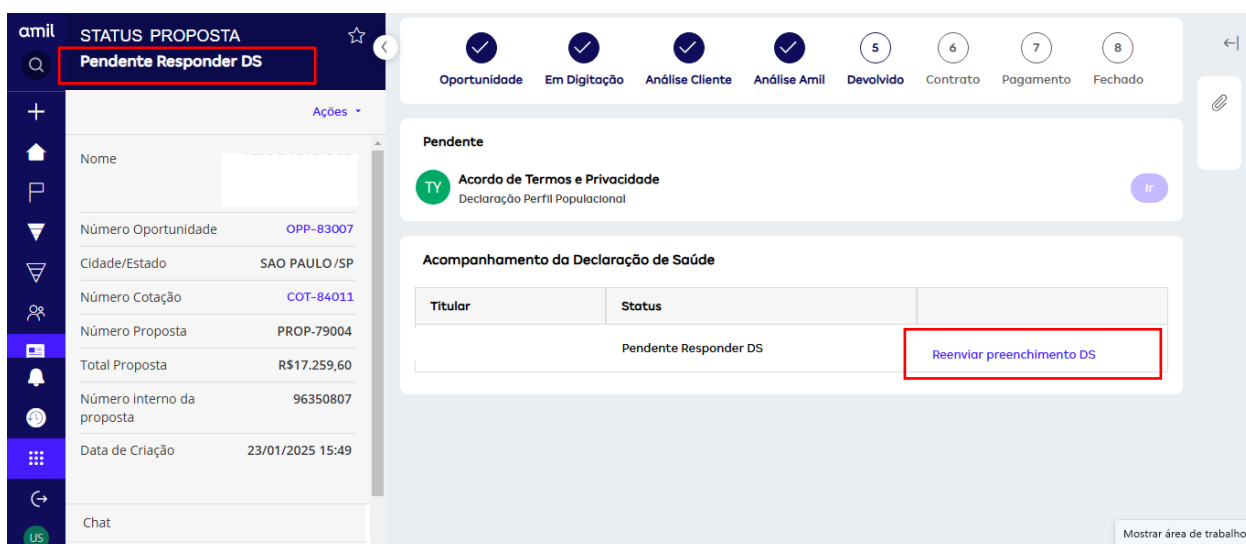 amil
STATUS PROPOSTA
Pendente Responder DS
Ações
Nome
Número Oportunidade OPP-83007
Cidade/Estado SAO PAULO/SP
Número Cotação COT-84011
Número Proposta PROP-79004
Total Proposta R$17.259,60
Número interno da 96350807
proposta
Data de Criação 23/01/2025 15:49
Chat
US
5 6 7 8
Oportunidade Em Digitação Análise Cliente Análise Amil Devolvido Contrato Pagamento Fechado
Pendente
TY
Acordo de Termos e Privacidade
Declaração Perfil Populacional
Ir
Acompanhamento da Declaração de Saúde
Titular Status
Pendente Responder DS Reenviar preenchimento DS
Mostrar área de trabalho